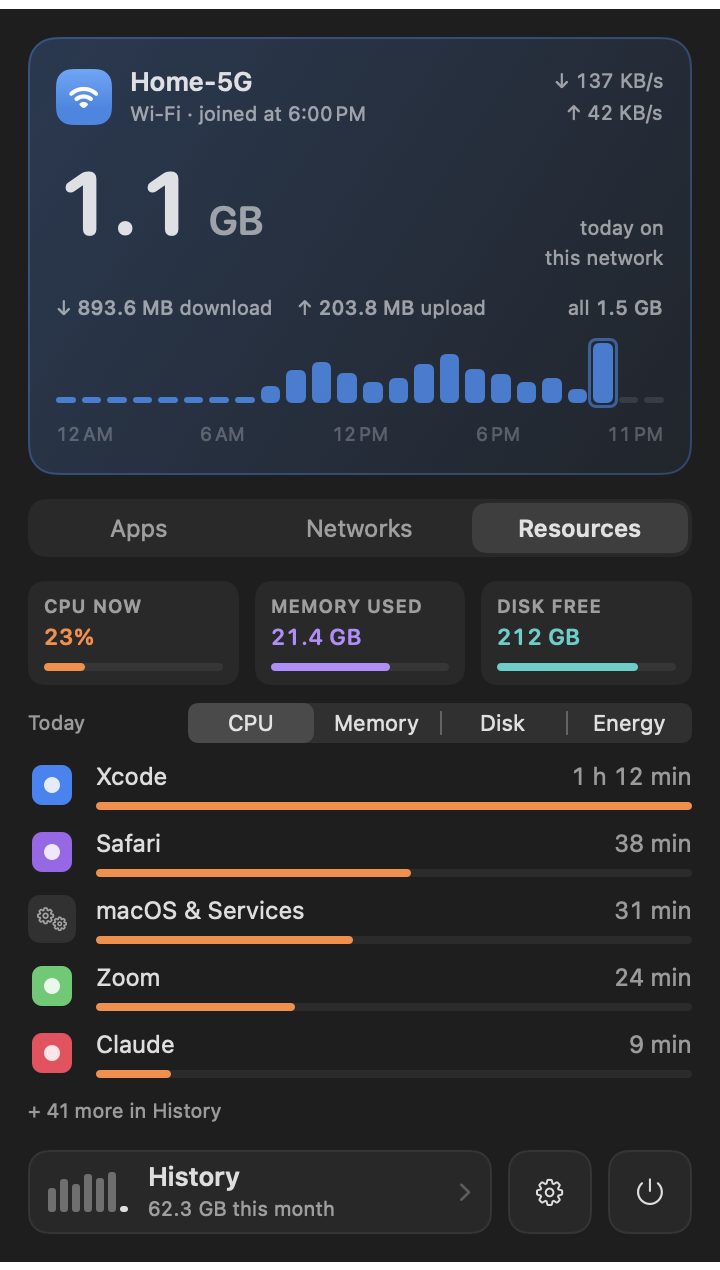 Home-5G
↓ 137 KB/s
Wi-Fi · joined at 6:00 PM
↑ 42 KB/s
1.1 GB
today on
this network
↓ 893.6 MB download ↑ 203.8 MB upload all 1.5 GB
12 AM 6 AM 12 PM 6 PM 11 PM
Apps Networks Resources
CPU NOW
23%
MEMORY USED
21.4 GB
DISK FREE
212 GB
Today CPU Memory Disk Energy
Xcode 1 h 12 min
Safari 38 min
macOS & Services 31 min
Zoom 24 min
Claude 9 min
+ 41 more in History
History
62.3 GB this month